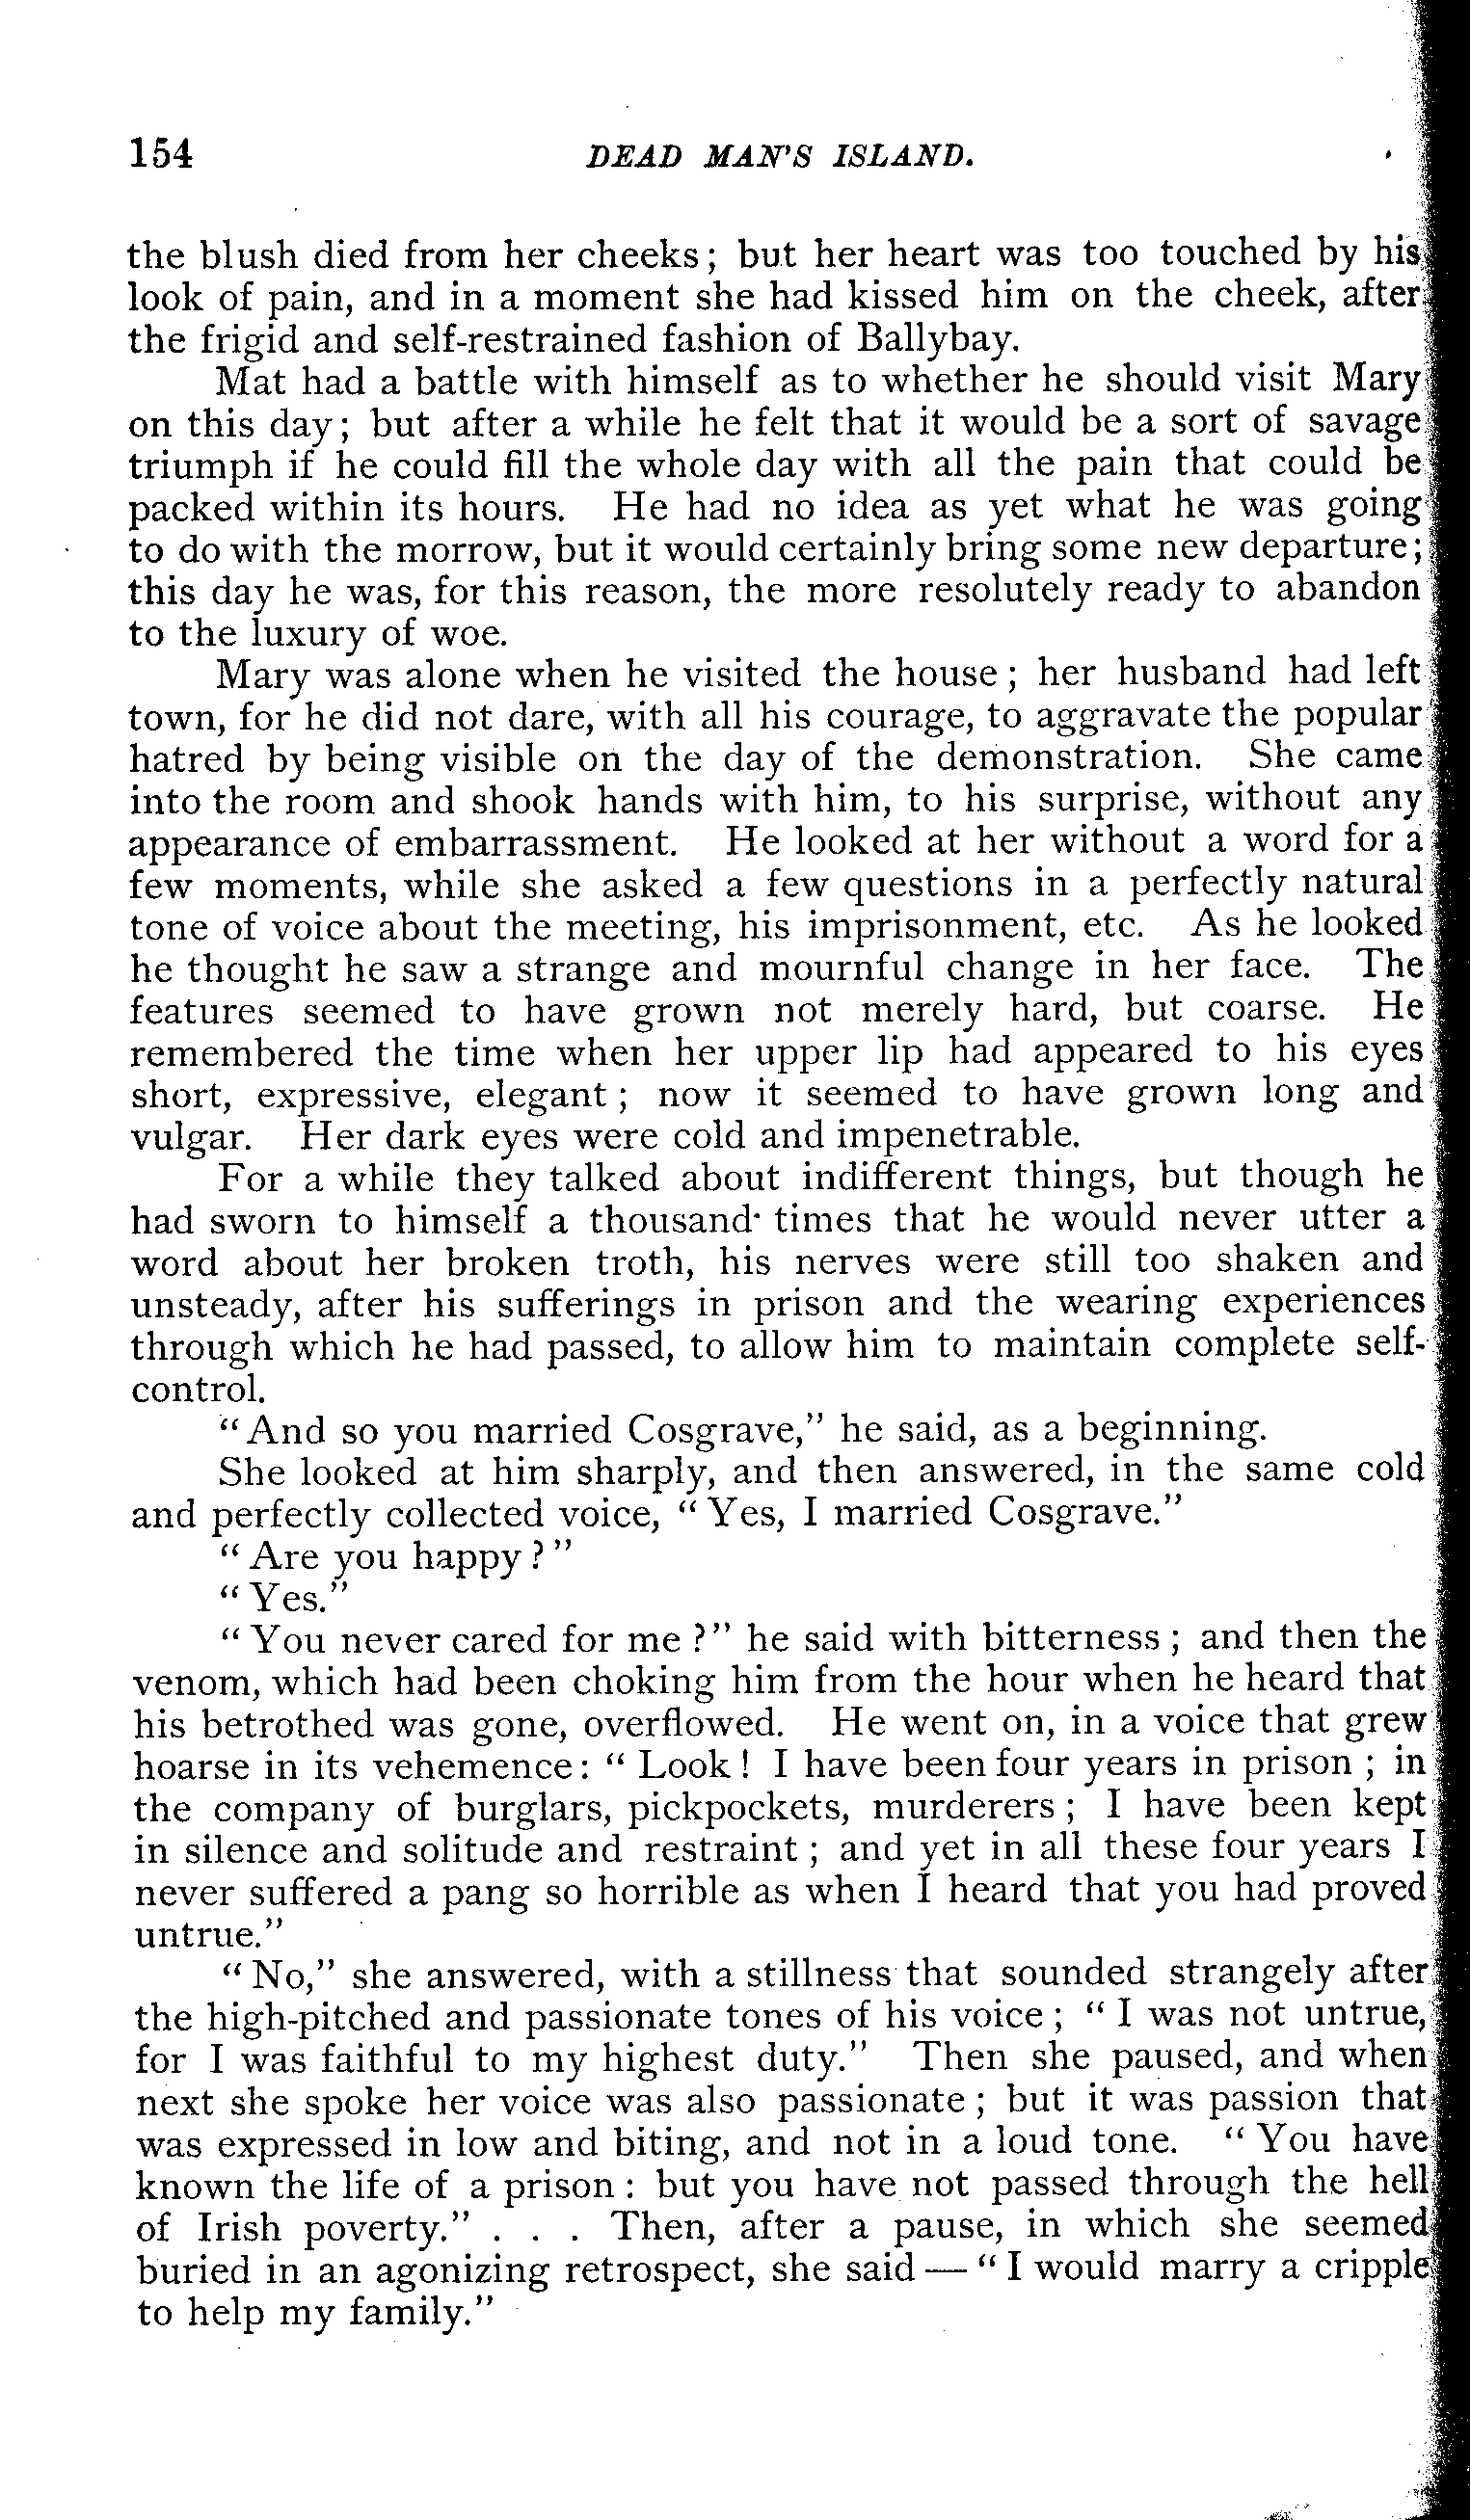 154 DEAD MAN'S ISLAND.
the blush died from her cheeks; but her heart was too touched by his
look of pain, and in a moment she had kissed him on the cheek, after
the frigid and self-restrained fashion of Ballybay.
Mat had a battle with himself as to whether he should visit Mary
on this day; but after a while he felt that it would be a sort of savage
triumph if he could fill the whole day with all the pain that could be
packed within its hours. He had no idea as yet what he was going
to do with the morrow, but it would certainly bring some new departure;
this day he was, for this reason, the more resolutely ready to abandon
to the luxury of woe.
Mary was alone when he visited the house; her husband had left
town, for he did not dare, with all his courage, to aggravate the popular
hatred by being visible on the day of the demonstration. She came
into the room and shook hands with him, to his surprise, without any
appearance of embarrassment. He looked at her without a word for a
few moments, while she asked a few questions in a perfectly natural
tone of voice about the meeting, his imprisonment, etc. As he looked
he thought he saw a strange and mournful change in her face. The
features seemed to have grown not merely hard, but coarse. He
remembered the time when her upper lip had appeared to his eyes
short, expressive, elegant; now it seemed to have grown long and
vulgar. Her dark eyes were cold and impenetrable.
For a while they talked about indifferent things, but though he
had sworn to himself a thousand times that he would never utter a
word about her broken troth, his nerves were still too shaken and
unsteady, after his sufferings in prison and the wearing experiences
through which he had passed, to allow him to maintain complete self-
control.
"And so you married Cosgrave," he said, as a beginning.
She looked at him sharply, and then answered, in the same cold
and perfectly collected voice, "Yes, I married Cosgrave."
"Are you happy?"
"Yes."
"You never cared for me?" he said with bitterness; and then the
venom, which had been choking him from the hour when he heard that
his betrothed was gone, overflowed. He went on, in a voice that grew
hoarse in its vehemence: "Look! I have been four years in prison; in
the company of burglars, pickpockets, murderers; I have been kept
in silence and solitude and restraint; and yet in all these four years I
never suffered a pang so horrible as when I heard that you had proved
untrue."
"No," she answered, with a stillness that sounded strangely after
the high-pitched and passionate tones of his voice; "I was not untrue,
for I was faithful to my highest duty." Then she paused, and when
next she spoke her voice was also passionate; but it was passion that
was expressed in low and biting, and not in a loud tone. "You have
known the life of a prison: but you have not passed through the hell
of Irish poverty." . . . Then, after a pause, in which she seemed
buried in an agonizing retrospect, she said — "I would marry a cripple
to help my family."